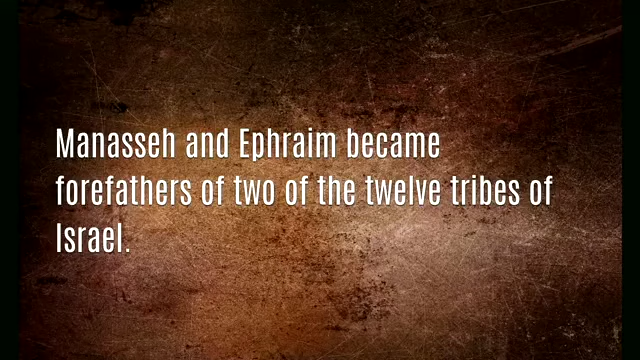 Manasseh and Ephraim became
forefathers of two of the twelve tribes of
Israel.